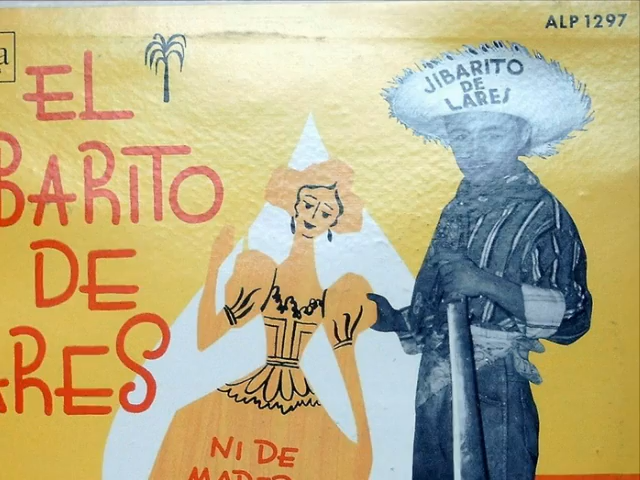 ALP 1297
a
EL
BARITO
DE
ARES
JIBARITO
DE
LARES
NI DE